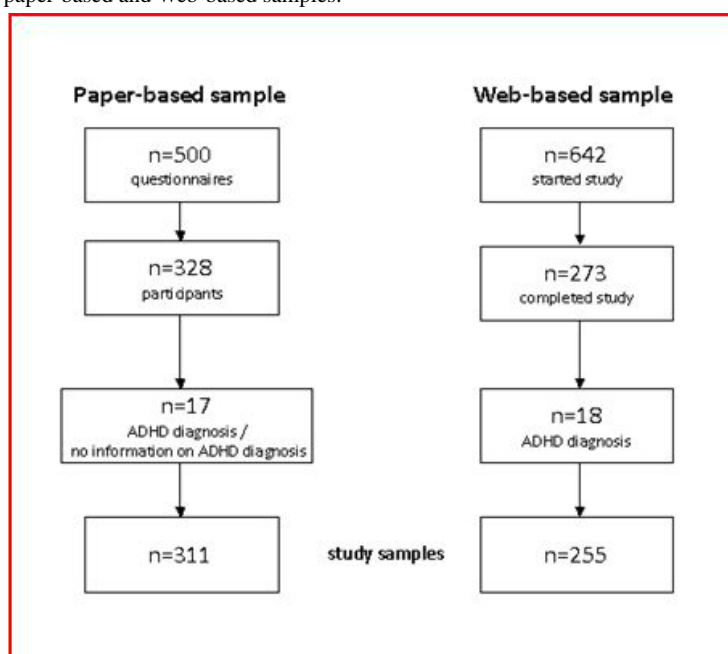 paper-based and Web-based samples.
Paper-based sample
n=500
questionnaires
n=328
participants
n=17
ADHD diagnosis /
no information on ADHD diagnosis
n=311
study samples
Web-based sample
n=642
started study
n=273
completed study
n=18
ADHD diagnosis
n=255